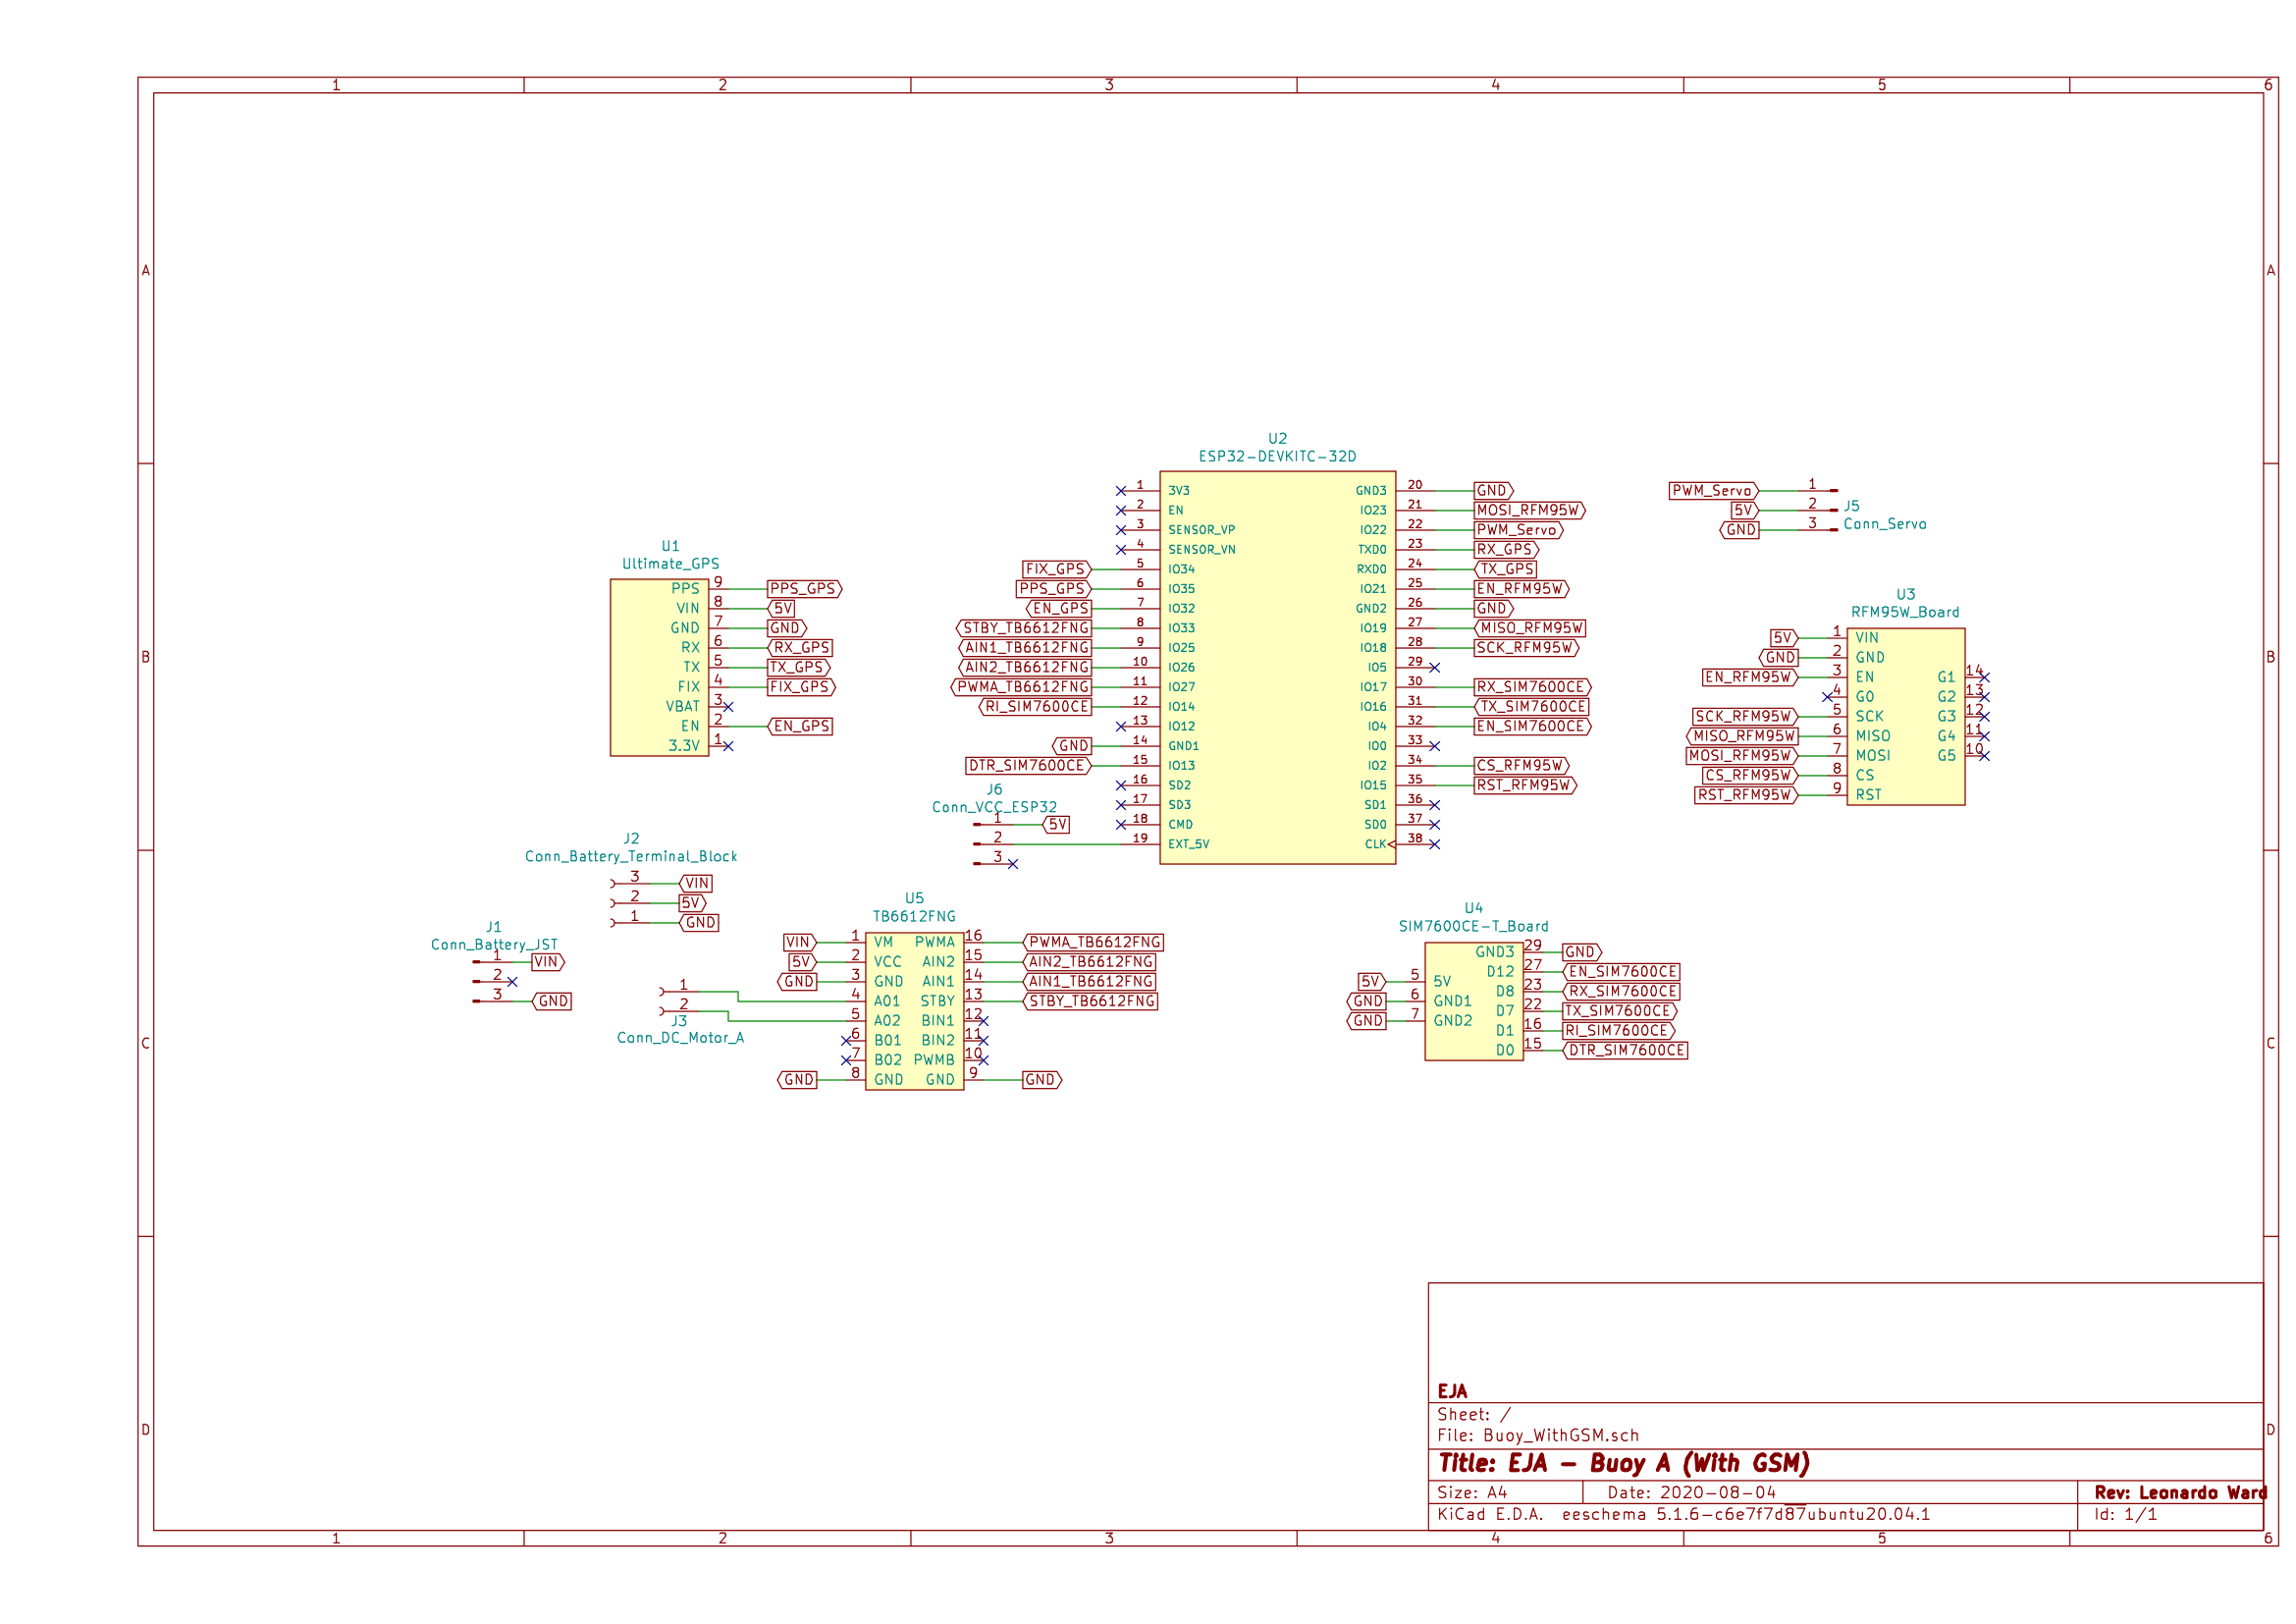 1 2 3 4 5 6
A A
B B
C C
D D
U1
Ultimate_GPS
PPS 9 PPS_GPS
VIN 8 5V
GND 7 GND
RX 6 RX_GPS
TX 5 TX_GPS
FIX 4 FIX_GPS
VBAT 3
EN 2 EN_GPS
3.3V 1
U2
ESP32-DEVKITC-32D
1 3V3 GND3 20 GND
2 EN IO23 21 MOSI_RFM95W
3 SENSOR_VP IO22 22 PWM_Servo
4 SENSOR_VN TXD0 23 RX_GPS
FIX_GPS 5 IO34 RXD0 24 TX_GPS
PPS_GPS 6 IO35 IO21 25 EN_RFM95W
EN_GPS 7 IO32 GND2 26 GND
STBY_TB6612FNG 8 IO33 IO19 27 MISO_RFM95W
AIN1_TB6612FNG 9 IO25 IO18 28 SCK_RFM95W
AIN2_TB6612FNG 10 IO26 IO5 29
PWMA_TB6612FNG 11 IO27 IO17 30 RX_SIM7600CE
RI_SIM7600CE 12 IO14 IO16 31 TX_SIM7600CE
13 IO12 IO4 32 EN_SIM7600CE
GND 14 GND1 IO0 33
DTR_SIM7600CE 15 IO13 IO2 34 CS_RFM95W
16 SD2 IO15 35 RST_RFM95W
17 SD3 SD1 36
18 CMD SD0 37
19 EXT_5V CLK 38
J6
Conn_VCC_ESP32
1 5V
2
3
PWM_Servo 1
5V 2
GND 3
J5
Conn_Servo
U3
RFM95W_Board
5V 1 VIN
GND 2 GND
EN_RFM95W 3 EN G1 14
4 G0 G2 13
SCK_RFM95W 5 SCK G3 12
MISO_RFM95W 6 MISO G4 11
MOSI_RFM95W 7 MOSI G5 10
CS_RFM95W 8 CS
RST_RFM95W 9 RST
J2
Conn_Battery_Terminal_Block
3 VIN
2 5V
1 GND
J1
Conn_Battery_JST
1 VIN
2
3 GND
1
2
J3
Conn_DC_Motor_A
U5
TB6612FNG
VIN 1 VM PWMA 16 PWMA_TB6612FNG
5V 2 VCC AIN2 15 AIN2_TB6612FNG
GND 3 GND AIN1 14 AIN1_TB6612FNG
4 A01 STBY 13 STBY_TB6612FNG
5 A02 BIN1 12
6 B01 BIN2 11
7 B02 PWMB 10
GND 8 GND GND 9 GND
U4
SIM7600CE-T_Board
GND3 29 GND
D12 27 EN_SIM7600CE
5V 5 5V D8 23 RX_SIM7600CE
GND 6 GND1 D7 22 TX_SIM7600CE
GND 7 GND2 D1 16 RI_SIM7600CE
D0 15 DTR_SIM7600CE
EJA
Sheet: /
File: Buoy_WithGSM.sch
Title: EJA - Buoy A (With GSM)
Size: A4 Date: 2020-08-04 Rev: Leonardo Ward
KiCad E.D.A. eeschema 5.1.6-c6e7f7d87ubuntu20.04.1 Id: 1/1
1 2 3 4 5 6